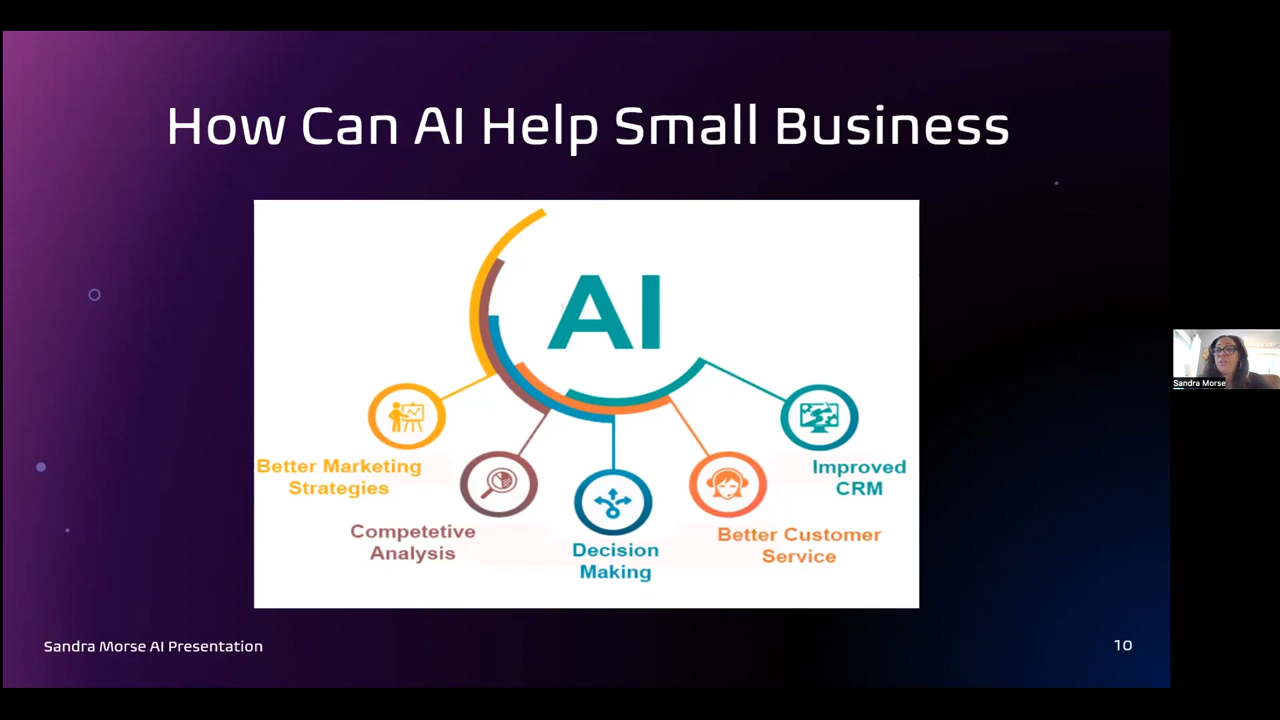 How Can AI Help Small Business
AI
Better Marketing
Strategies
Competetive
Analysis
Decision
Making
Better Customer
Service
Improved
CRM
Sandra Morse
Sandra Morse AI Presentation
10